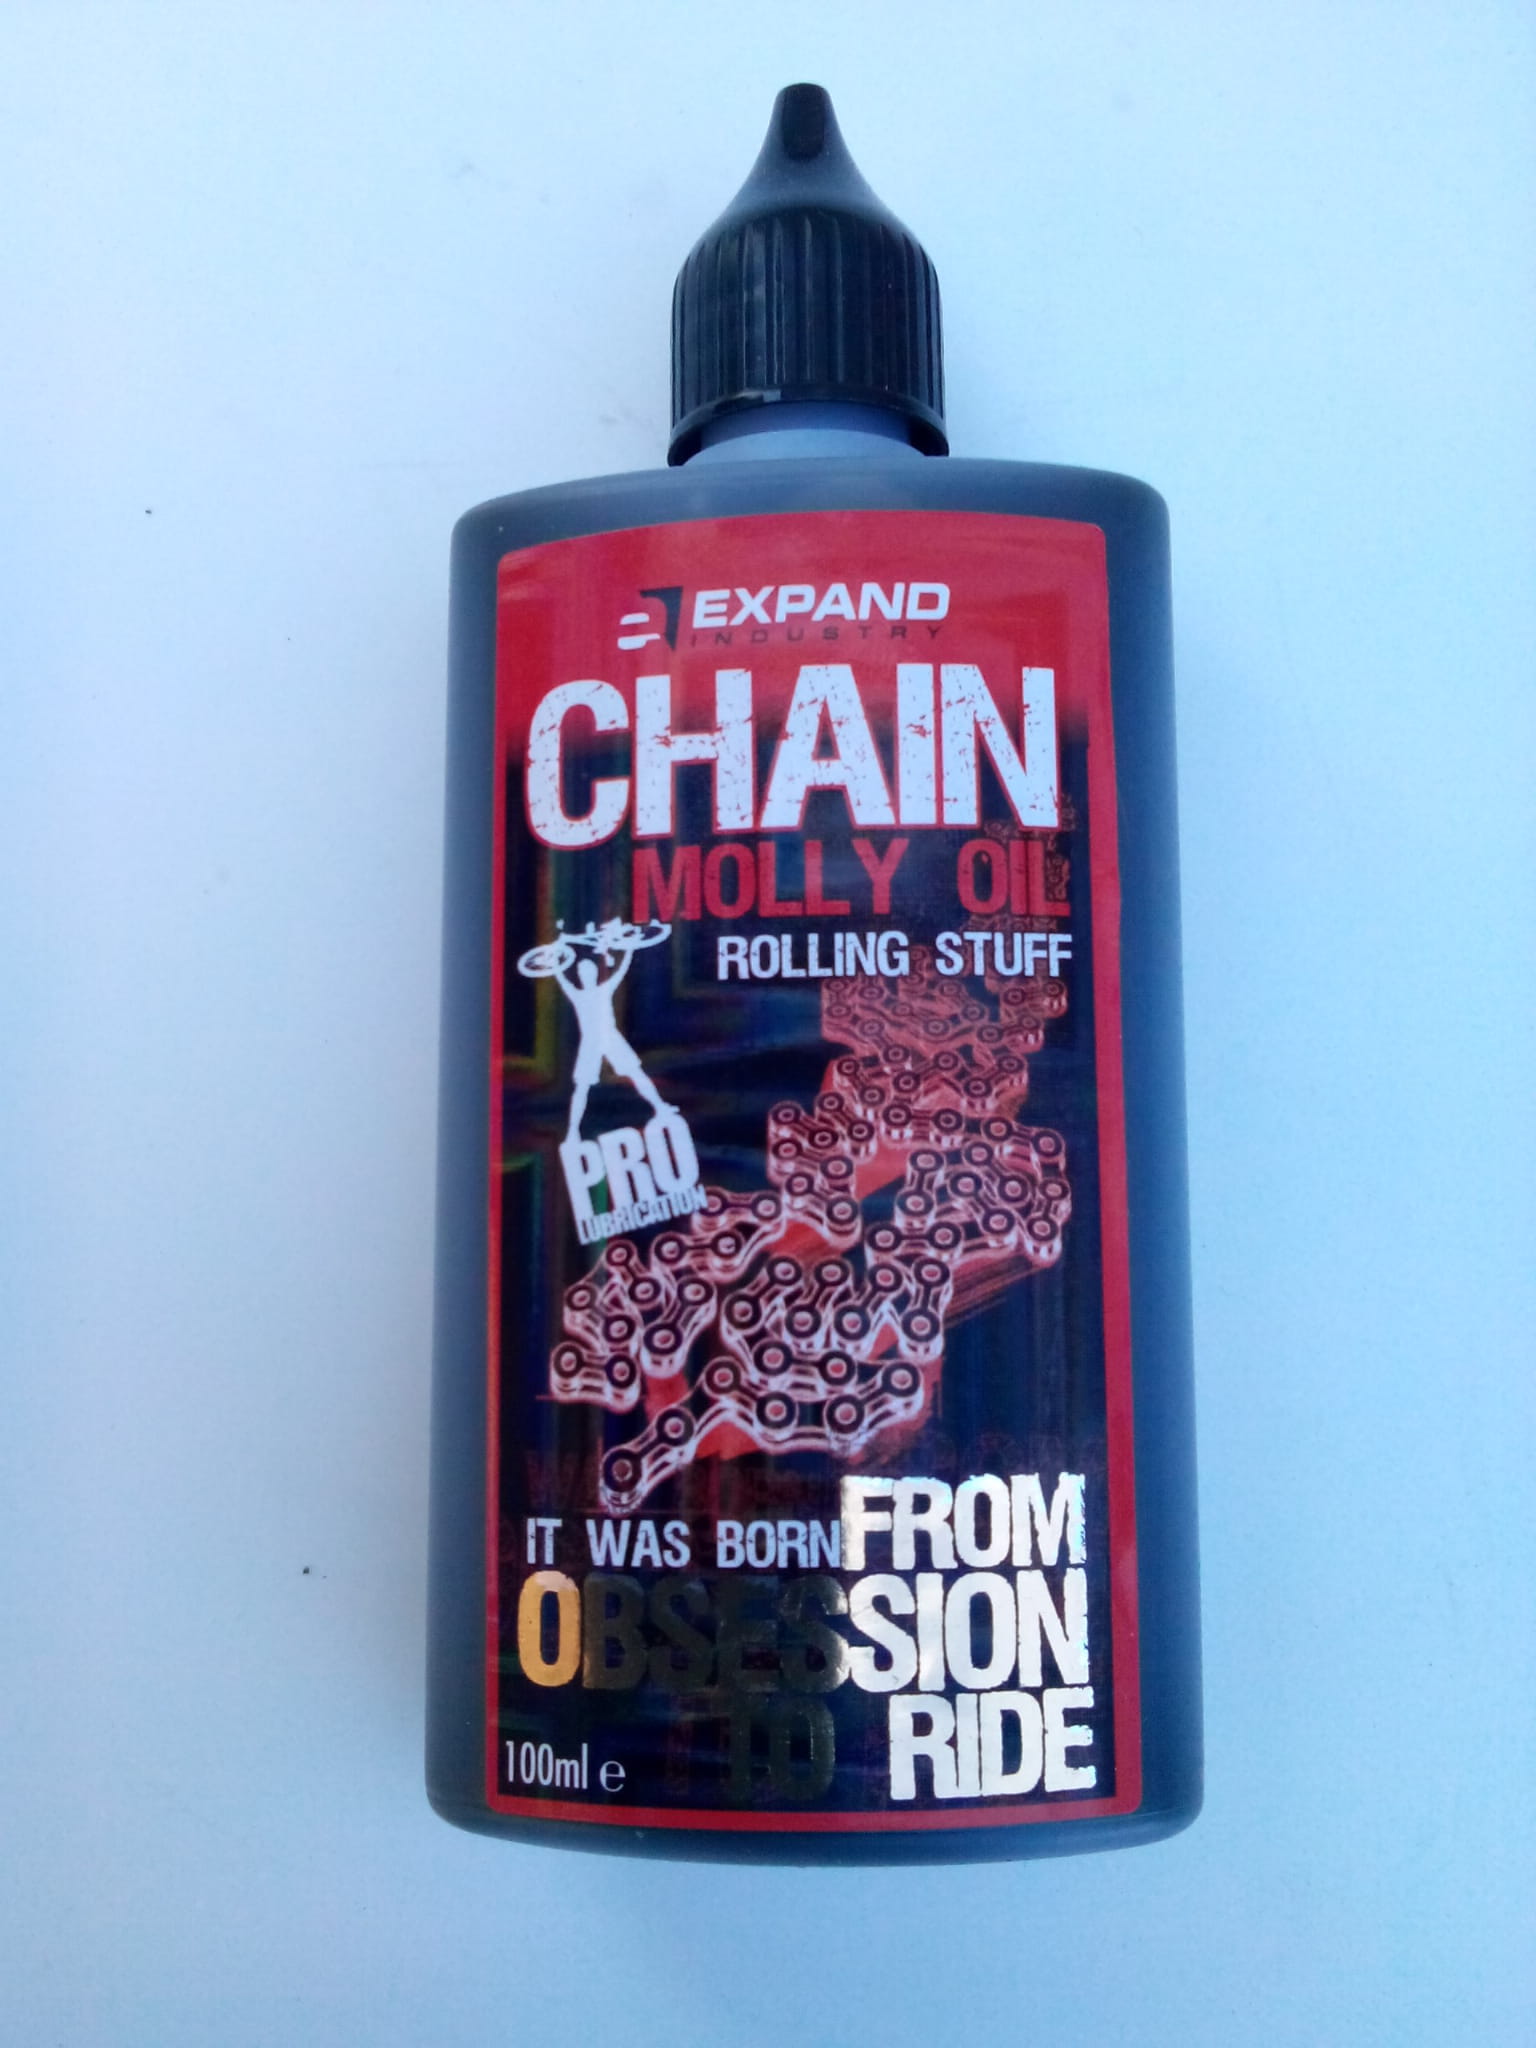 EXPAND
INDUSTRY
CHAIN
MOLLY OIL
ROLLING STUFF
PRO
LUBRICATION
IT WAS BORN FROM
OBSESSION
TO RIDE
100ml e